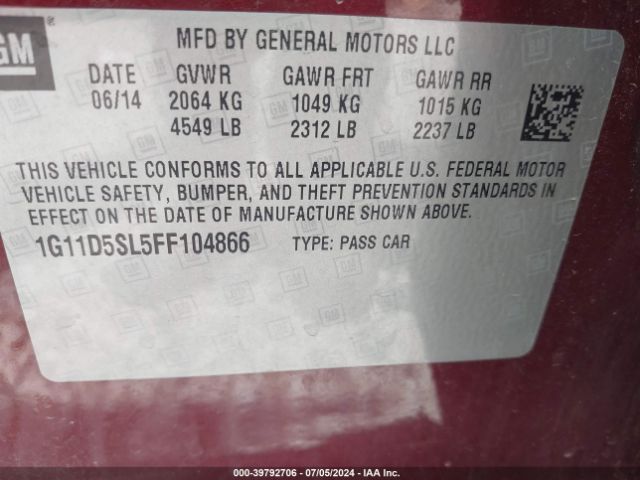 GM
MFD BY GENERAL MOTORS LLC
DATE GVWR GAWR FRT GAWR RR
06/14 2064 KG 1049 KG 1015 KG
4549 LB 2312 LB 2237 LB
THIS VEHICLE CONFORMS TO ALL APPLICABLE U.S. FEDERAL MOTOR
VEHICLE SAFETY, BUMPER, AND THEFT PREVENTION STANDARDS IN
EFFECT ON THE DATE OF MANUFACTURE SHOWN ABOVE.
1G11D5SL5FF104866 TYPE: PASS CAR
000-39792706 - 07/05/2024 - IAA Inc.